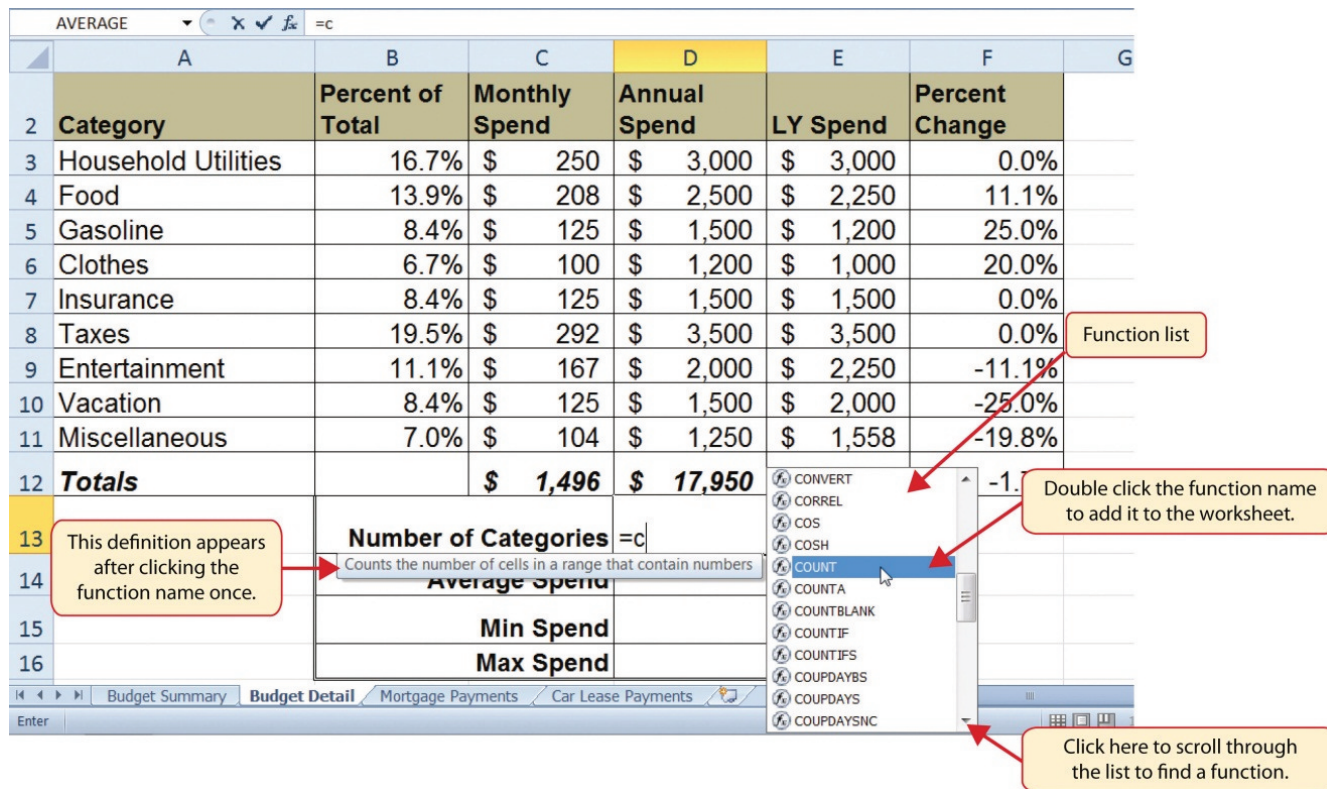 AVERAGE =c
A B C D E F G
Percent of Monthly Annual Percent
2 Category Total Spend Spend LY Spend Change
3 Household Utilities 16.7% $ 250 $ 3,000 $ 3,000 0.0%
4 Food 13.9% $ 208 $ 2,500 $ 2,250 11.1%
5 Gasoline 8.4% $ 125 $ 1,500 $ 1,200 25.0%
6 Clothes 6.7% $ 100 $ 1,200 $ 1,000 20.0%
7 Insurance 8.4% $ 125 $ 1,500 $ 1,500 0.0%
8 Taxes 19.5% $ 292 $ 3,500 $ 3,500 0.0%
9 Entertainment 11.1% $ 167 $ 2,000 $ 2,250 -11.1%
10 Vacation 8.4% $ 125 $ 1,500 $ 2,000 -25.0%
11 Miscellaneous 7.0% $ 104 $ 1,250 $ 1,558 -19.8%
12 Totals $ 1,496 $ 17,950
13 Number of Categories =c
14 Average Spend
15 Min Spend
16 Max Spend
Counts the number of cells in a range that contain numbers
This definition appears
after clicking the
function name once.
CONVERT
CORREL
COS
COSH
COUNT
COUNTA
COUNTBLANK
COUNTIF
COUNTIFS
COUPDAYBS
COUPDAYS
COUPDAYSNC
Function list
Double click the function name
to add it to the worksheet.
Click here to scroll through
the list to find a function.
Budget Summary Budget Detail Mortgage Payments Car Lease Payments
Enter